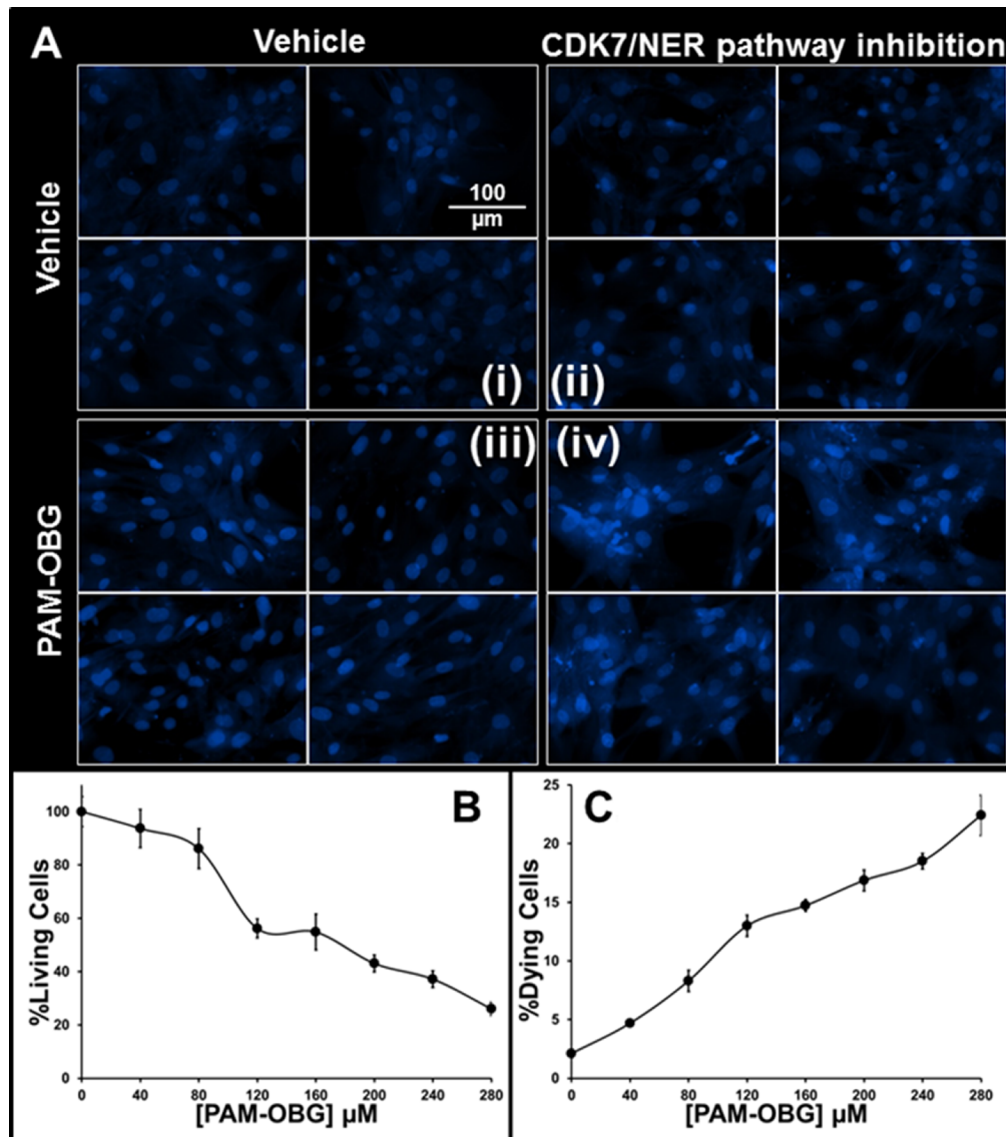 A
Vehicle
CDK7/NER pathway inhibition
Vehicle
100
µm
(i)
(ii)
PAM-OBG
(iii)
(iv)
B
%Living Cells
100
80
60
40
20
0
0 40 80 120 160 200 240 280
[PAM-OBG] µM
C
%Dying Cells
25
20
15
10
5
0
0 40 80 120 160 200 240 280
[PAM-OBG] µM